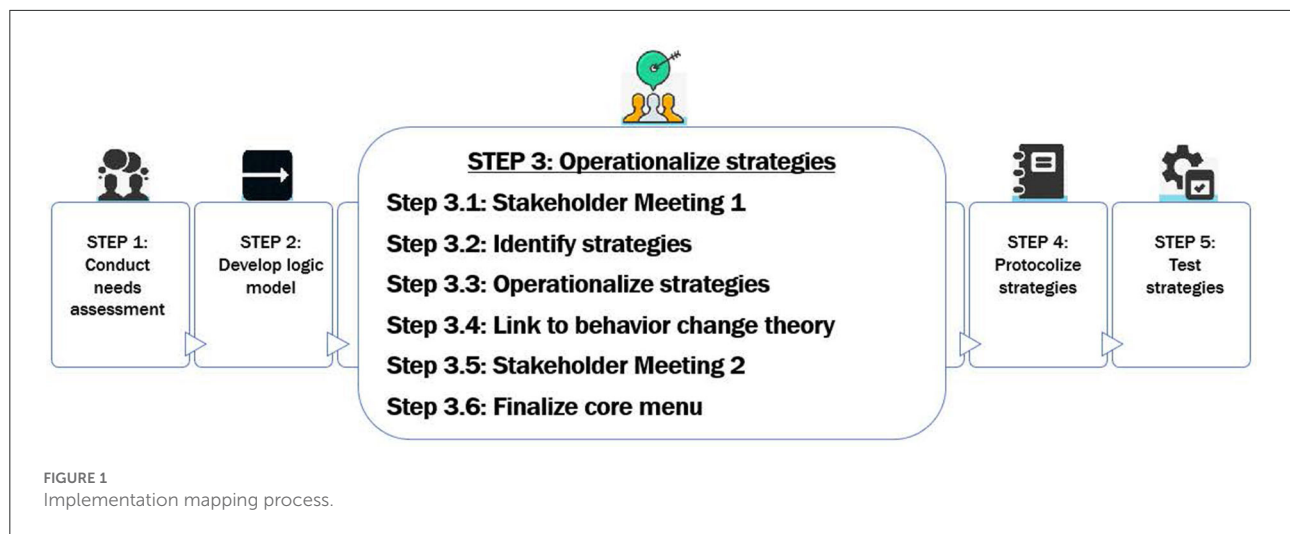 STEP 1:
Conduct
needs
assessment
STEP 2:
Develop logic
model
STEP 3: Operationalize strategies
Step 3.1: Stakeholder Meeting 1
Step 3.2: Identify strategies
Step 3.3: Operationalize strategies
Step 3.4: Link to behavior change theory
Step 3.5: Stakeholder Meeting 2
Step 3.6: Finalize core menu
STEP 4:
Protocolize
strategies
STEP 5:
Test
strategies
FIGURE 1
Implementation mapping process.